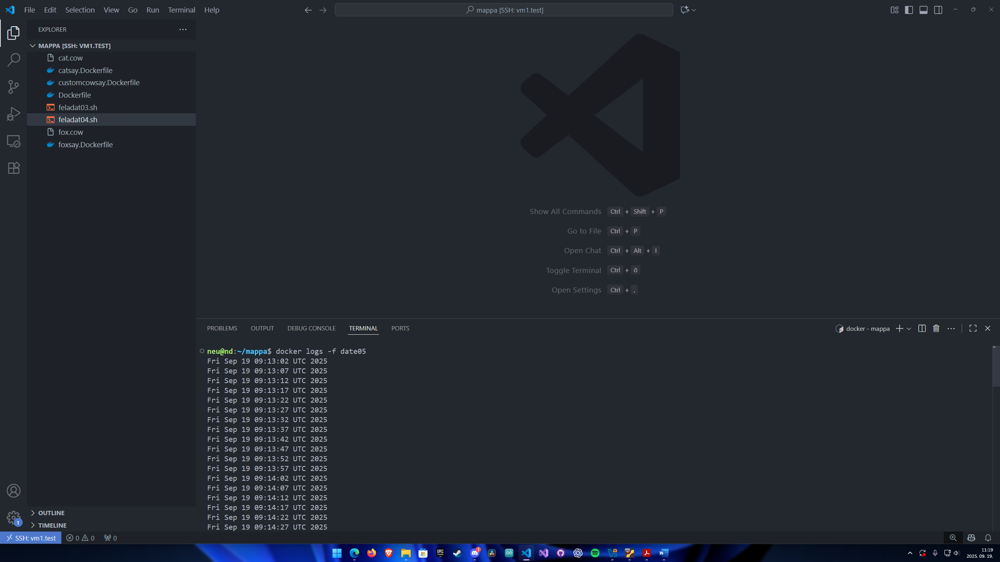 File Edit Selection View Go Run Terminal Help
mappa [SSH: vm1.test]
EXPLORER
MAPPA [SSH: VM1.TEST]
cat.cow
catsay.Dockerfile
customcowsay.Dockerfile
Dockerfile
feladat03.sh
feladat04.sh
fox.cow
foxsay.Dockerfile
Show All Commands Ctrl + Shift + P
Go to File Ctrl + P
Open Chat Ctrl + Alt + I
Toggle Terminal Ctrl + ö
Open Settings Ctrl + ,
PROBLEMS OUTPUT DEBUG CONSOLE TERMINAL PORTS
docker - mappa
neu@nd:~/mappa$ docker logs -f date05
Fri Sep 19 09:13:02 UTC 2025
Fri Sep 19 09:13:07 UTC 2025
Fri Sep 19 09:13:12 UTC 2025
Fri Sep 19 09:13:17 UTC 2025
Fri Sep 19 09:13:22 UTC 2025
Fri Sep 19 09:13:27 UTC 2025
Fri Sep 19 09:13:32 UTC 2025
Fri Sep 19 09:13:37 UTC 2025
Fri Sep 19 09:13:42 UTC 2025
Fri Sep 19 09:13:47 UTC 2025
Fri Sep 19 09:13:52 UTC 2025
Fri Sep 19 09:13:57 UTC 2025
Fri Sep 19 09:14:02 UTC 2025
Fri Sep 19 09:14:07 UTC 2025
Fri Sep 19 09:14:12 UTC 2025
Fri Sep 19 09:14:17 UTC 2025
Fri Sep 19 09:14:22 UTC 2025
Fri Sep 19 09:14:27 UTC 2025
OUTLINE
TIMELINE
1
SSH: vm1.test 0 0 0
EPIC GAMES
1
x64
W
11:19
2025. 09. 19.